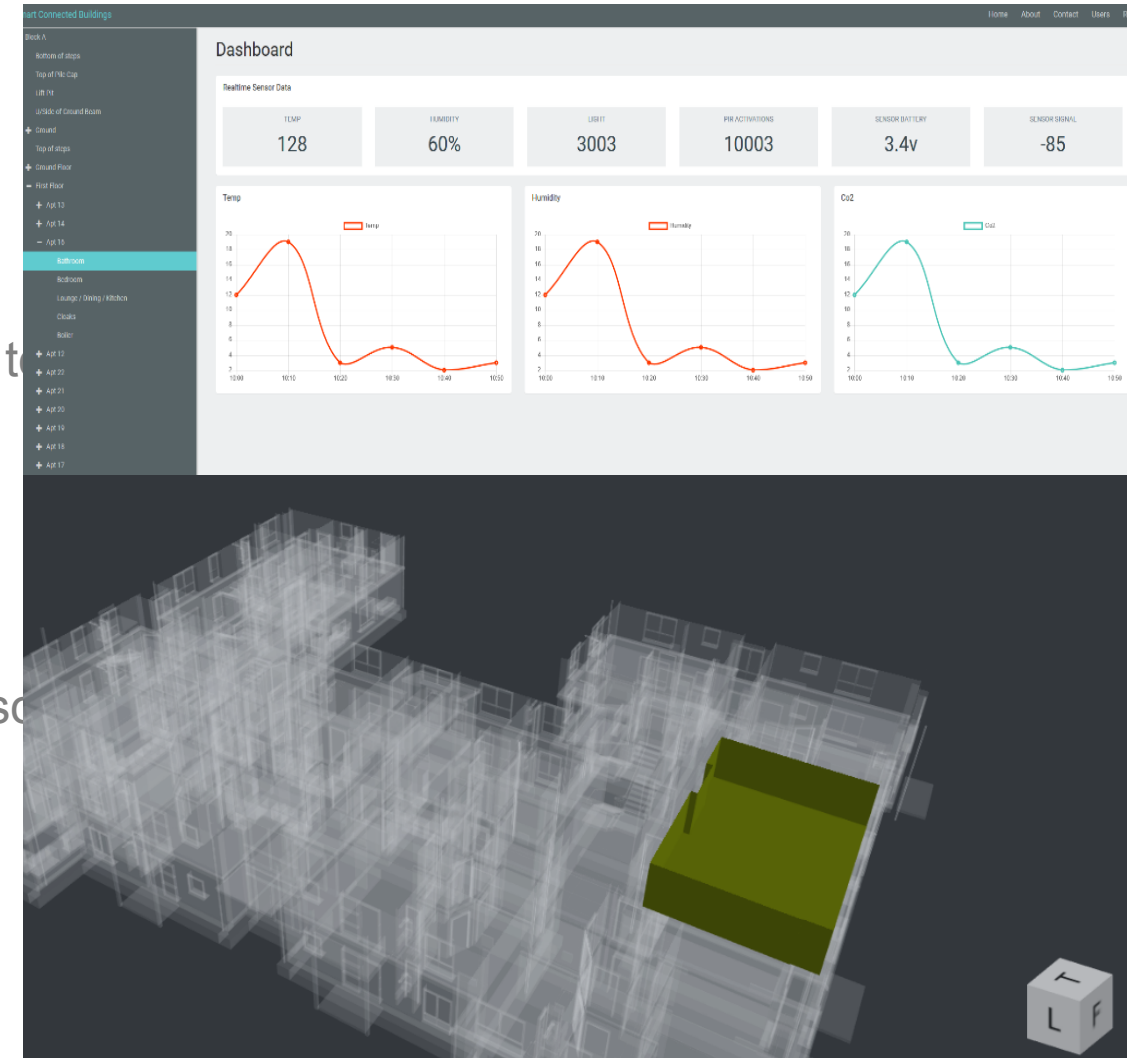 mart Connected Buildings
Home About Contact Users
Block A
Bottom of steps
Top of Pile Cap
Lift Pit
U/Side of Ground Beam
Ground
Top of steps
Ground Floor
First Floor
Apt 13
Apt 14
Apt 15
Bathroom
Bedroom
Lounge / Dining / Kitchen
Cloaks
Boiler
Apt 12
Apt 22
Apt 21
Apt 20
Apt 19
Apt 18
Apt 17
Dashboard
Realtime Sensor Data
TEMP HUMIDITY LIGHT PIR ACTIVATIONS SENSOR BATTERY SENSOR SIGNAL
128 60% 3003 10003 3.4v -85
Temp
Temp
20
18
16
14
12
10
8
6
4
2
10:00 10:10 10:20 10:30 10:40 10:50
Humidity
Humidity
20
18
16
14
12
10
8
6
4
2
10:00 10:10 10:20 10:30 10:40 10:50
Co2
Co2
20
18
16
14
12
10
8
6
4
2
10:00 10:10 10:20 10:30 10:40 10:50
T
L F